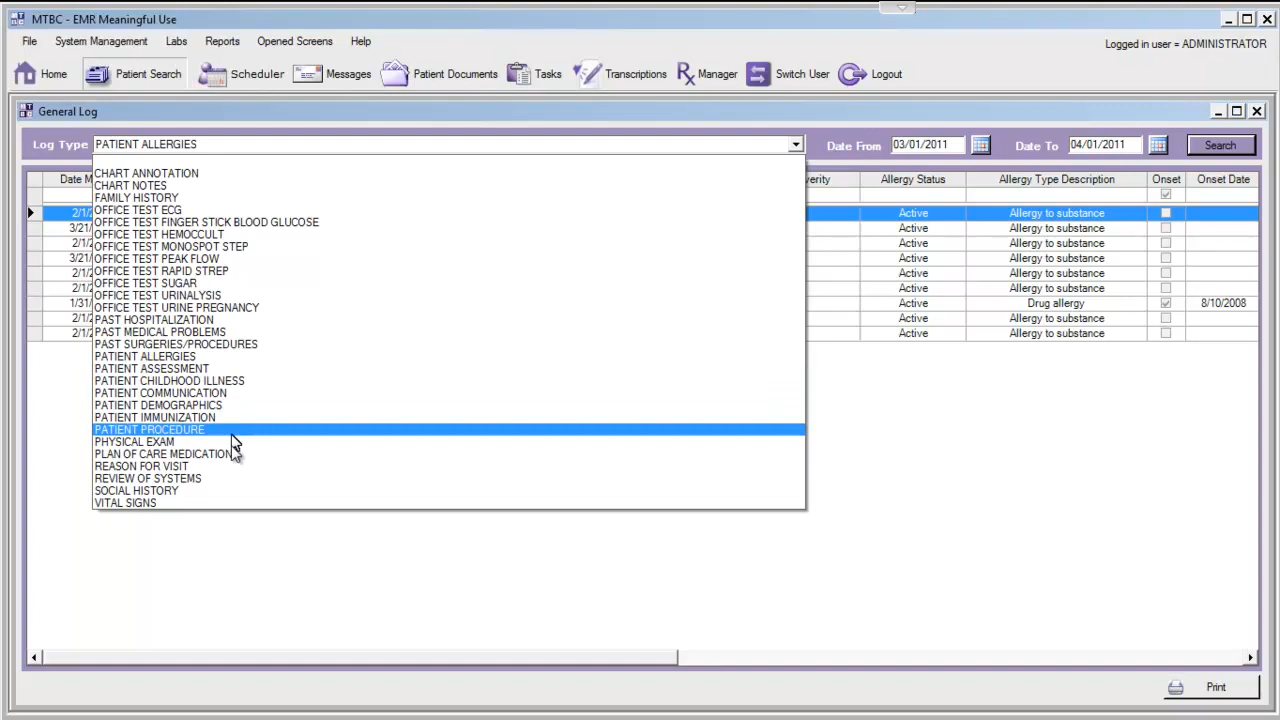 MTBC - EMR Meaningful Use
File System Management Labs Reports Opened Screens Help
Logged in user = ADMINISTRATOR
Home Patient Search Scheduler Messages Patient Documents Tasks Transcriptions Manager Switch User Logout
General Log
Log Type PATIENT ALLERGIES Date From 03/01/2011 Date To 04/01/2011 Search
Date Allergy Status Allergy Type Description Onset Onset Date
CHART ANNOTATION
CHART NOTES
FAMILY HISTORY
OFFICE TEST ECG
OFFICE TEST FINGER STICK BLOOD GLUCOSE
OFFICE TEST HEMOCCULT
OFFICE TEST MONOSPOT STEP
OFFICE TEST PEAK FLOW
OFFICE TEST RAPID STREP
OFFICE TEST SUGAR
OFFICE TEST URINALYSIS
OFFICE TEST URINE PREGNANCY
PAST HOSPITALIZATION
PAST MEDICAL PROBLEMS
PAST SURGERIES/PROCEDURES
PATIENT ALLERGIES
PATIENT ASSESSMENT
PATIENT CHILDHOOD ILLNESS
PATIENT COMMUNICATION
PATIENT DEMOGRAPHICS
PATIENT IMMUNIZATION
PATIENT PROCEDURE
PHYSICAL EXAM
PLAN OF CARE MEDICATION
REASON FOR VISIT
REVIEW OF SYSTEMS
SOCIAL HISTORY
VITAL SIGNS
Active Allergy to substance
Active Allergy to substance
Active Allergy to substance
Active Allergy to substance
Active Allergy to substance
Active Allergy to substance
Active Drug allergy 8/10/2008
Active Allergy to substance
Active Allergy to substance
Print